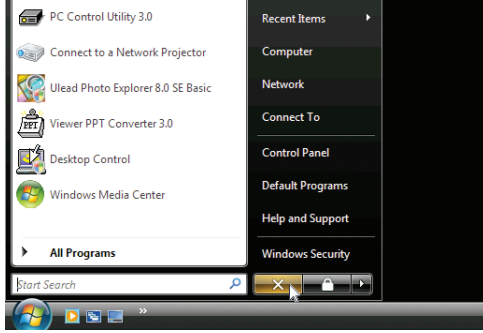 PC Control Utility 3.0
Connect to a Network Projector
Ulead Photo Explorer 8.0 SE Basic
PPT
Viewer PPT Converter 3.0
Desktop Control
Windows Media Center
All Programs
Start Search
Recent Items
Computer
Network
Connect To
Control Panel
Default Programs
Help and Support
Windows Security